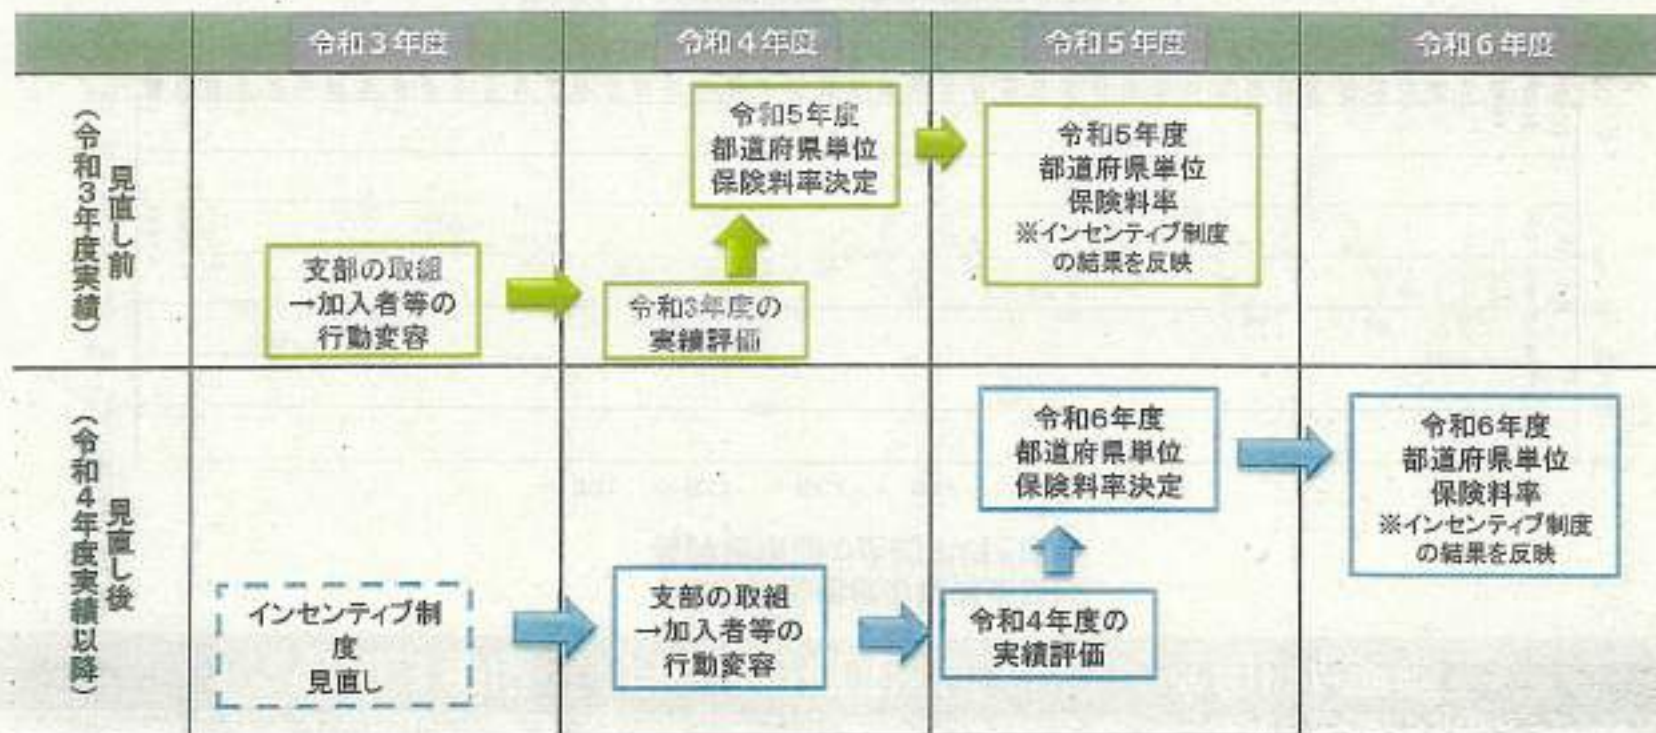 令和3年度
令和4年度
令和5年度
令和6年度
見直し前
（令和3年度実績）
支部の取組
→加入者等の
行動変容
令和3年度の
実績評価
令和5年度
都道府県単位
保険料率決定
令和5年度
都道府県単位
保険料率
※インセンティブ制度
の結果を反映
見直し後
（令和4年度実績以降）
インセンティブ制
度
見直し
支部の取組
→加入者等の
行動変容
令和4年度の
実績評価
令和6年度
都道府県単位
保険料率決定
令和6年度
都道府県単位
保険料率
※インセンティブ制度
の結果を反映